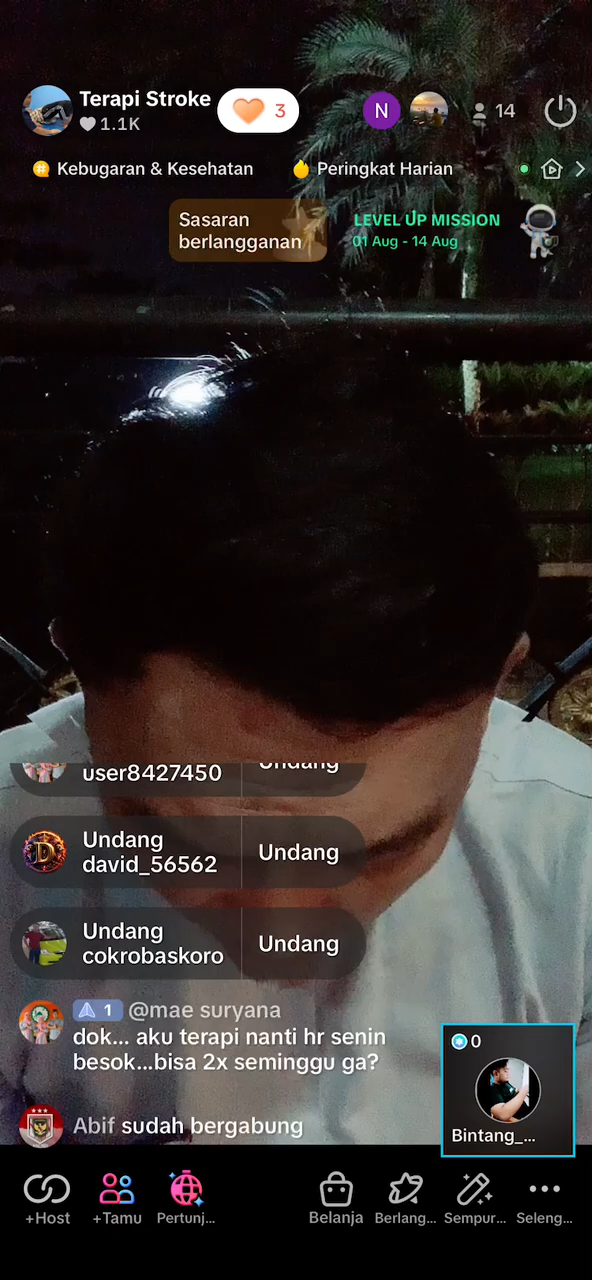 Terapi Stroke
1.1K
3
N
14
Kebugaran & Kesehatan
Peringkat Harian
Sasaran
berlangganan
LEVEL UP MISSION
01 Aug - 14 Aug
user8427450
Undang
Undang
david_56562
Undang
Undang
cokrobaskoro
Undang
1 @mae suryana
dok... aku terapi nanti hr senin
besok...bisa 2x seminggu ga?
Abif sudah bergabung
0
Bintang_...
+Host
+Tamu
Pertunj...
Belanja
Berlang...
Sempur...
Seleng...